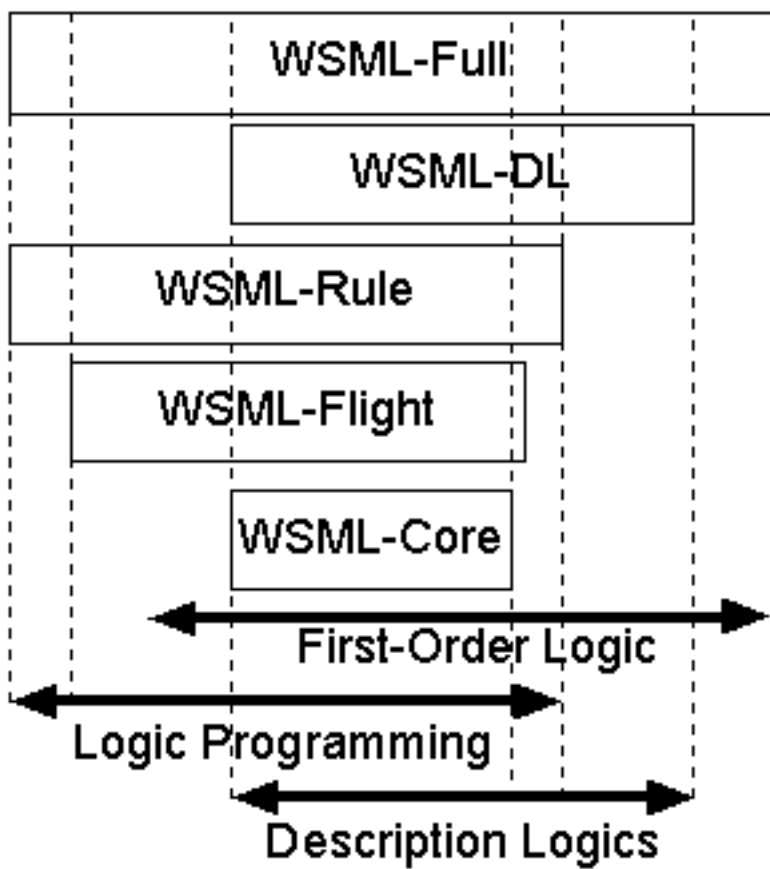 WSML-Full
WSML-DL
WSML-Rule
WSML-Flight
WSML-Core
First-Order Logic
Logic Programming
Description Logics